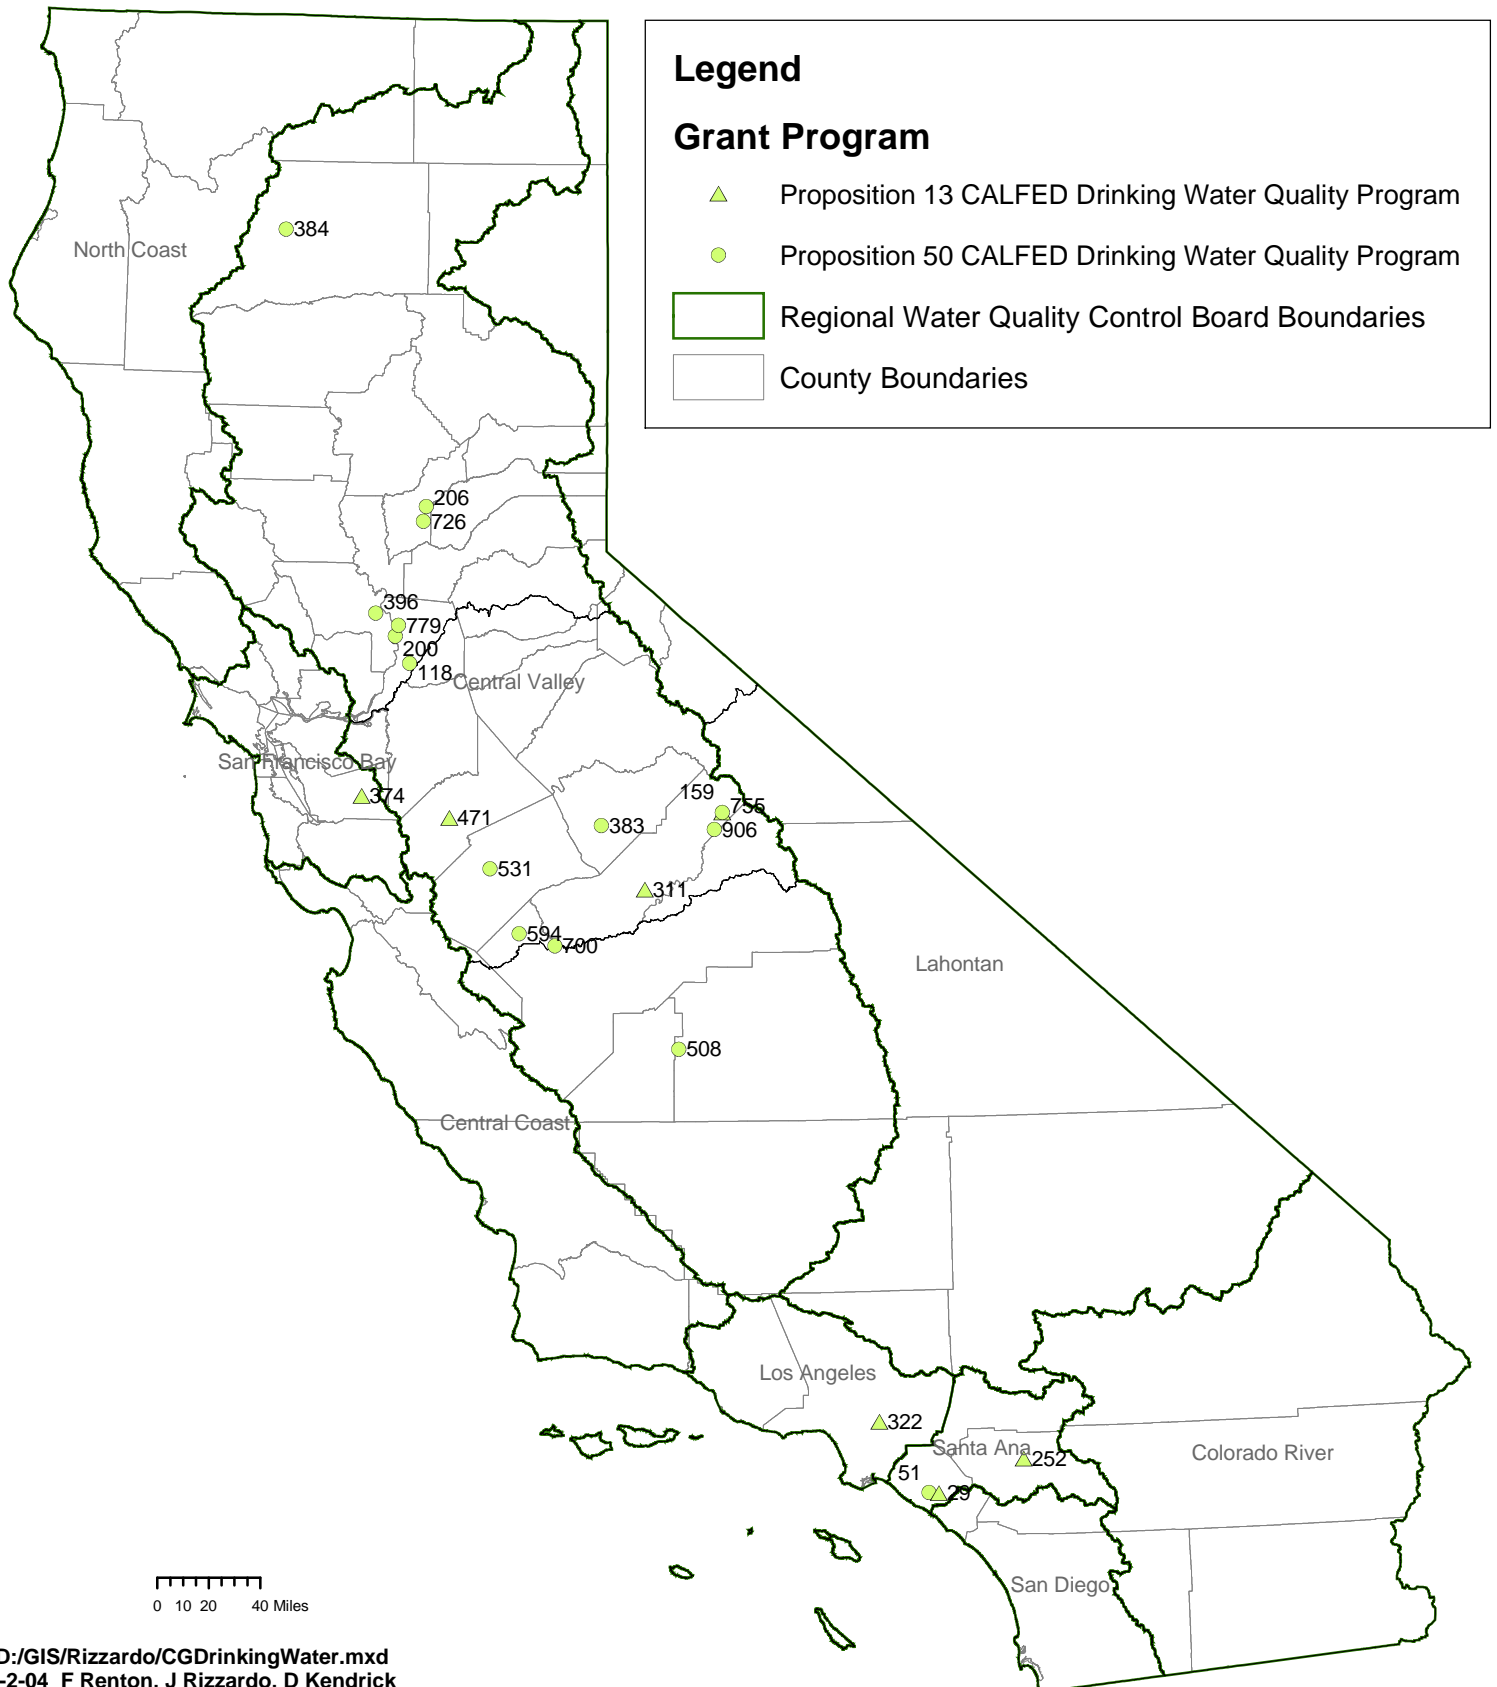 Legend
Grant Program
Proposition 13 CALFED Drinking Water Quality Program
Proposition 50 CALFED Drinking Water Quality Program
Regional Water Quality Control Board Boundaries
County Boundaries
384
North Coast
206
726
396
779
200
118
Central Valley
San Francisco Bay
374
471
383
159
755
906
531
311
594
700
Lahontan
508
Central Coast
Los Angeles
322
Santa Ana
252
Colorado River
51
29
San Diego
0 10 20 40 Miles
D:/GIS/Rizzardo/CGDrinkingWater.mxd
-2-04 F Renton, J Rizzardo, D Kendrick